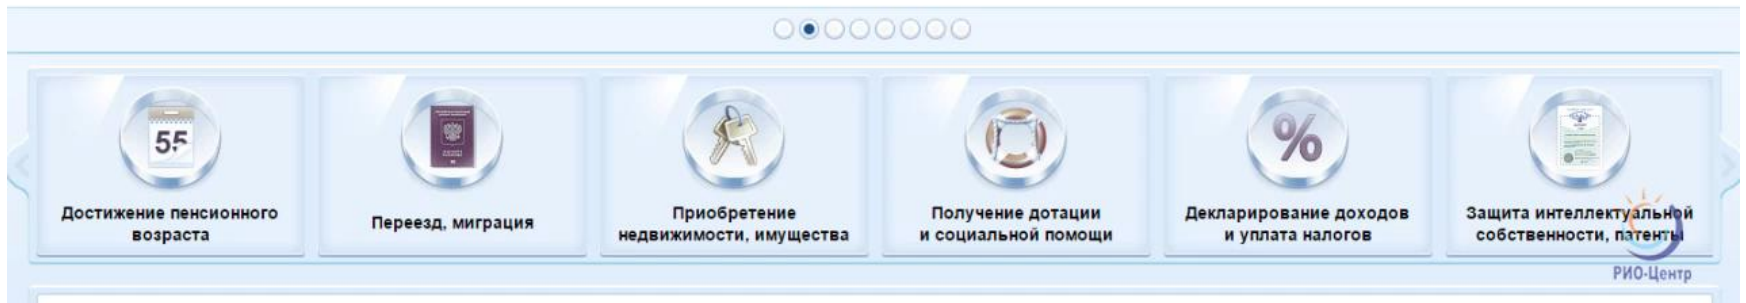 55
Достижение пенсионного
возраста
Переезд, миграция
Приобретение
недвижимости, имущества
Получение дотации
и социальной помощи
%
Декларирование доходов
и уплата налогов
Защита интеллектуальной
собственности, патенты
РИО-Центр